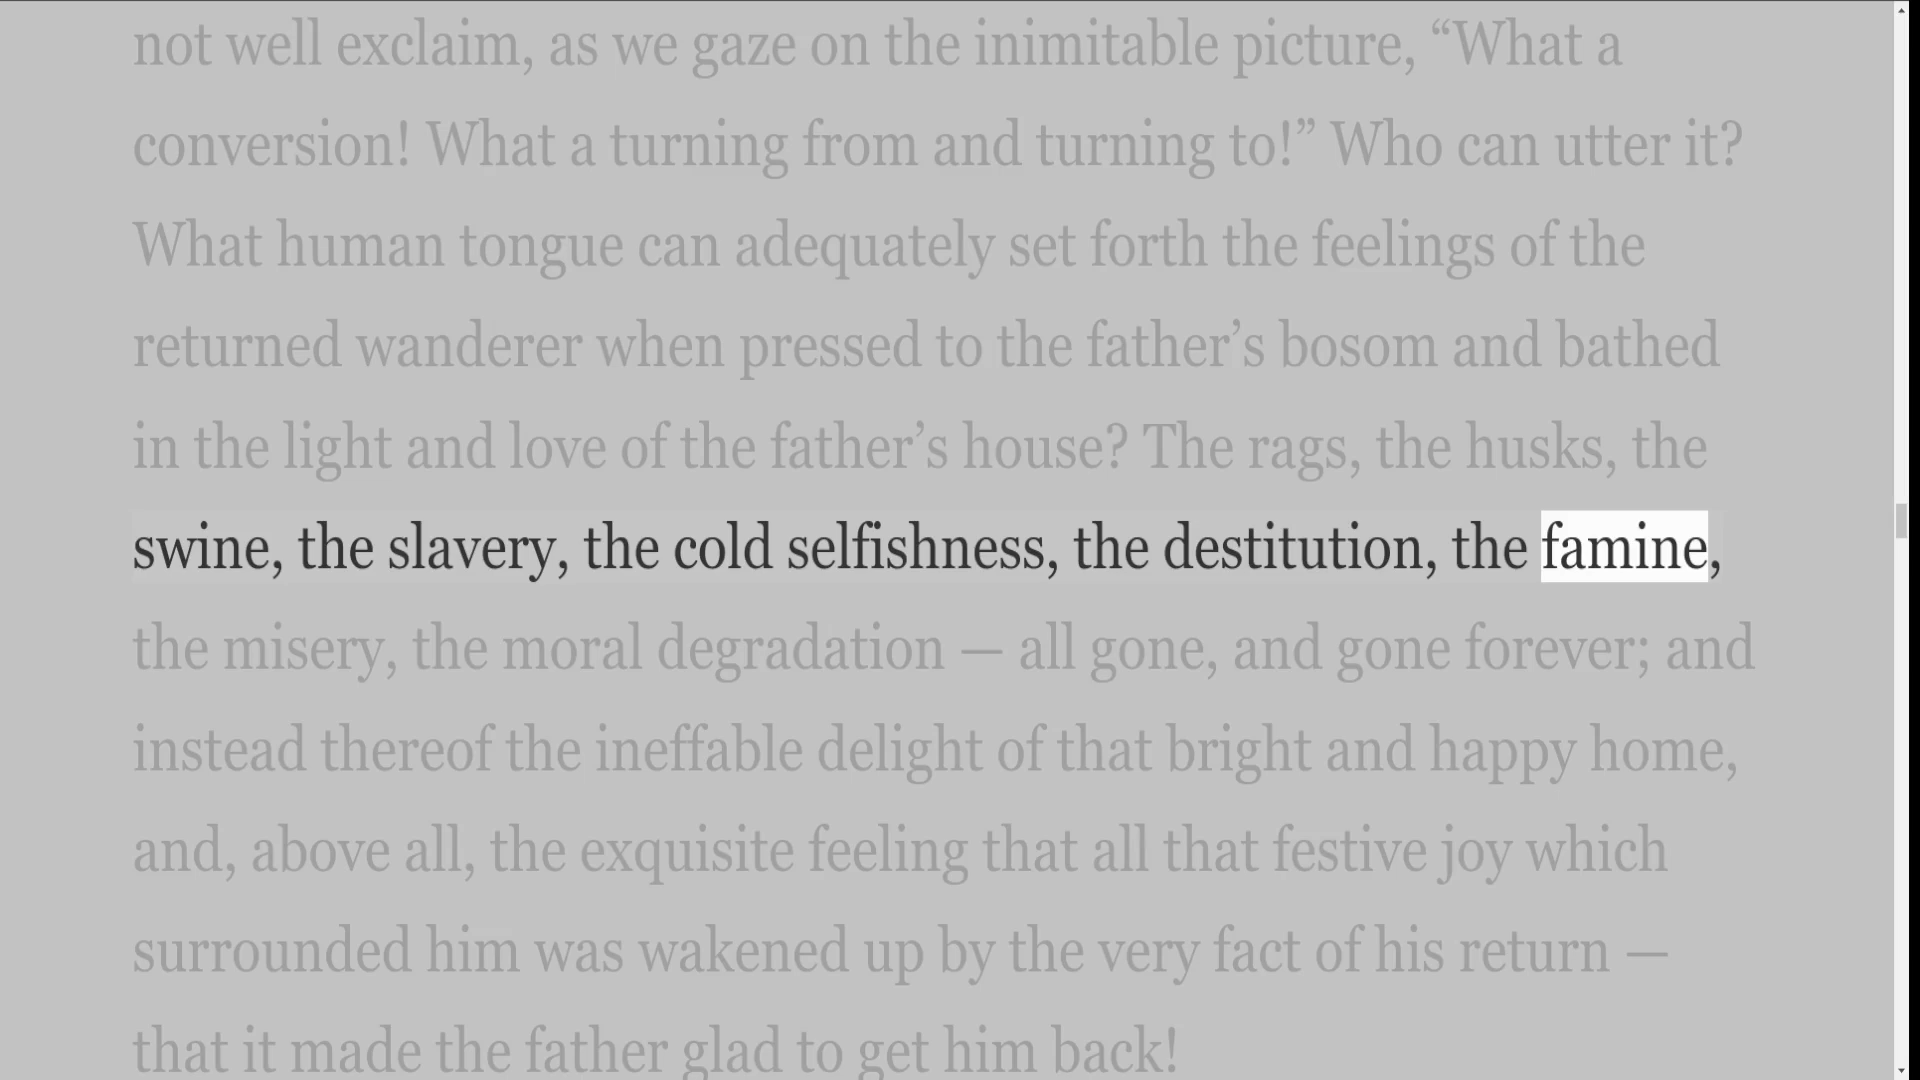 not well exclaim, as we gaze on the inimitable picture, “What a
conversion! What a turning from and turning to!” Who can utter it?
What human tongue can adequately set forth the feelings of the
returned wanderer when pressed to the father’s bosom and bathed
in the light and love of the father’s house? The rags, the husks, the
swine, the slavery, the cold selfishness, the destitution, the famine,
the misery, the moral degradation — all gone, and gone forever; and
instead thereof the ineffable delight of that bright and happy home,
and, above all, the exquisite feeling that all that festive joy which
surrounded him was wakened up by the very fact of his return —
that it made the father glad to get him back!